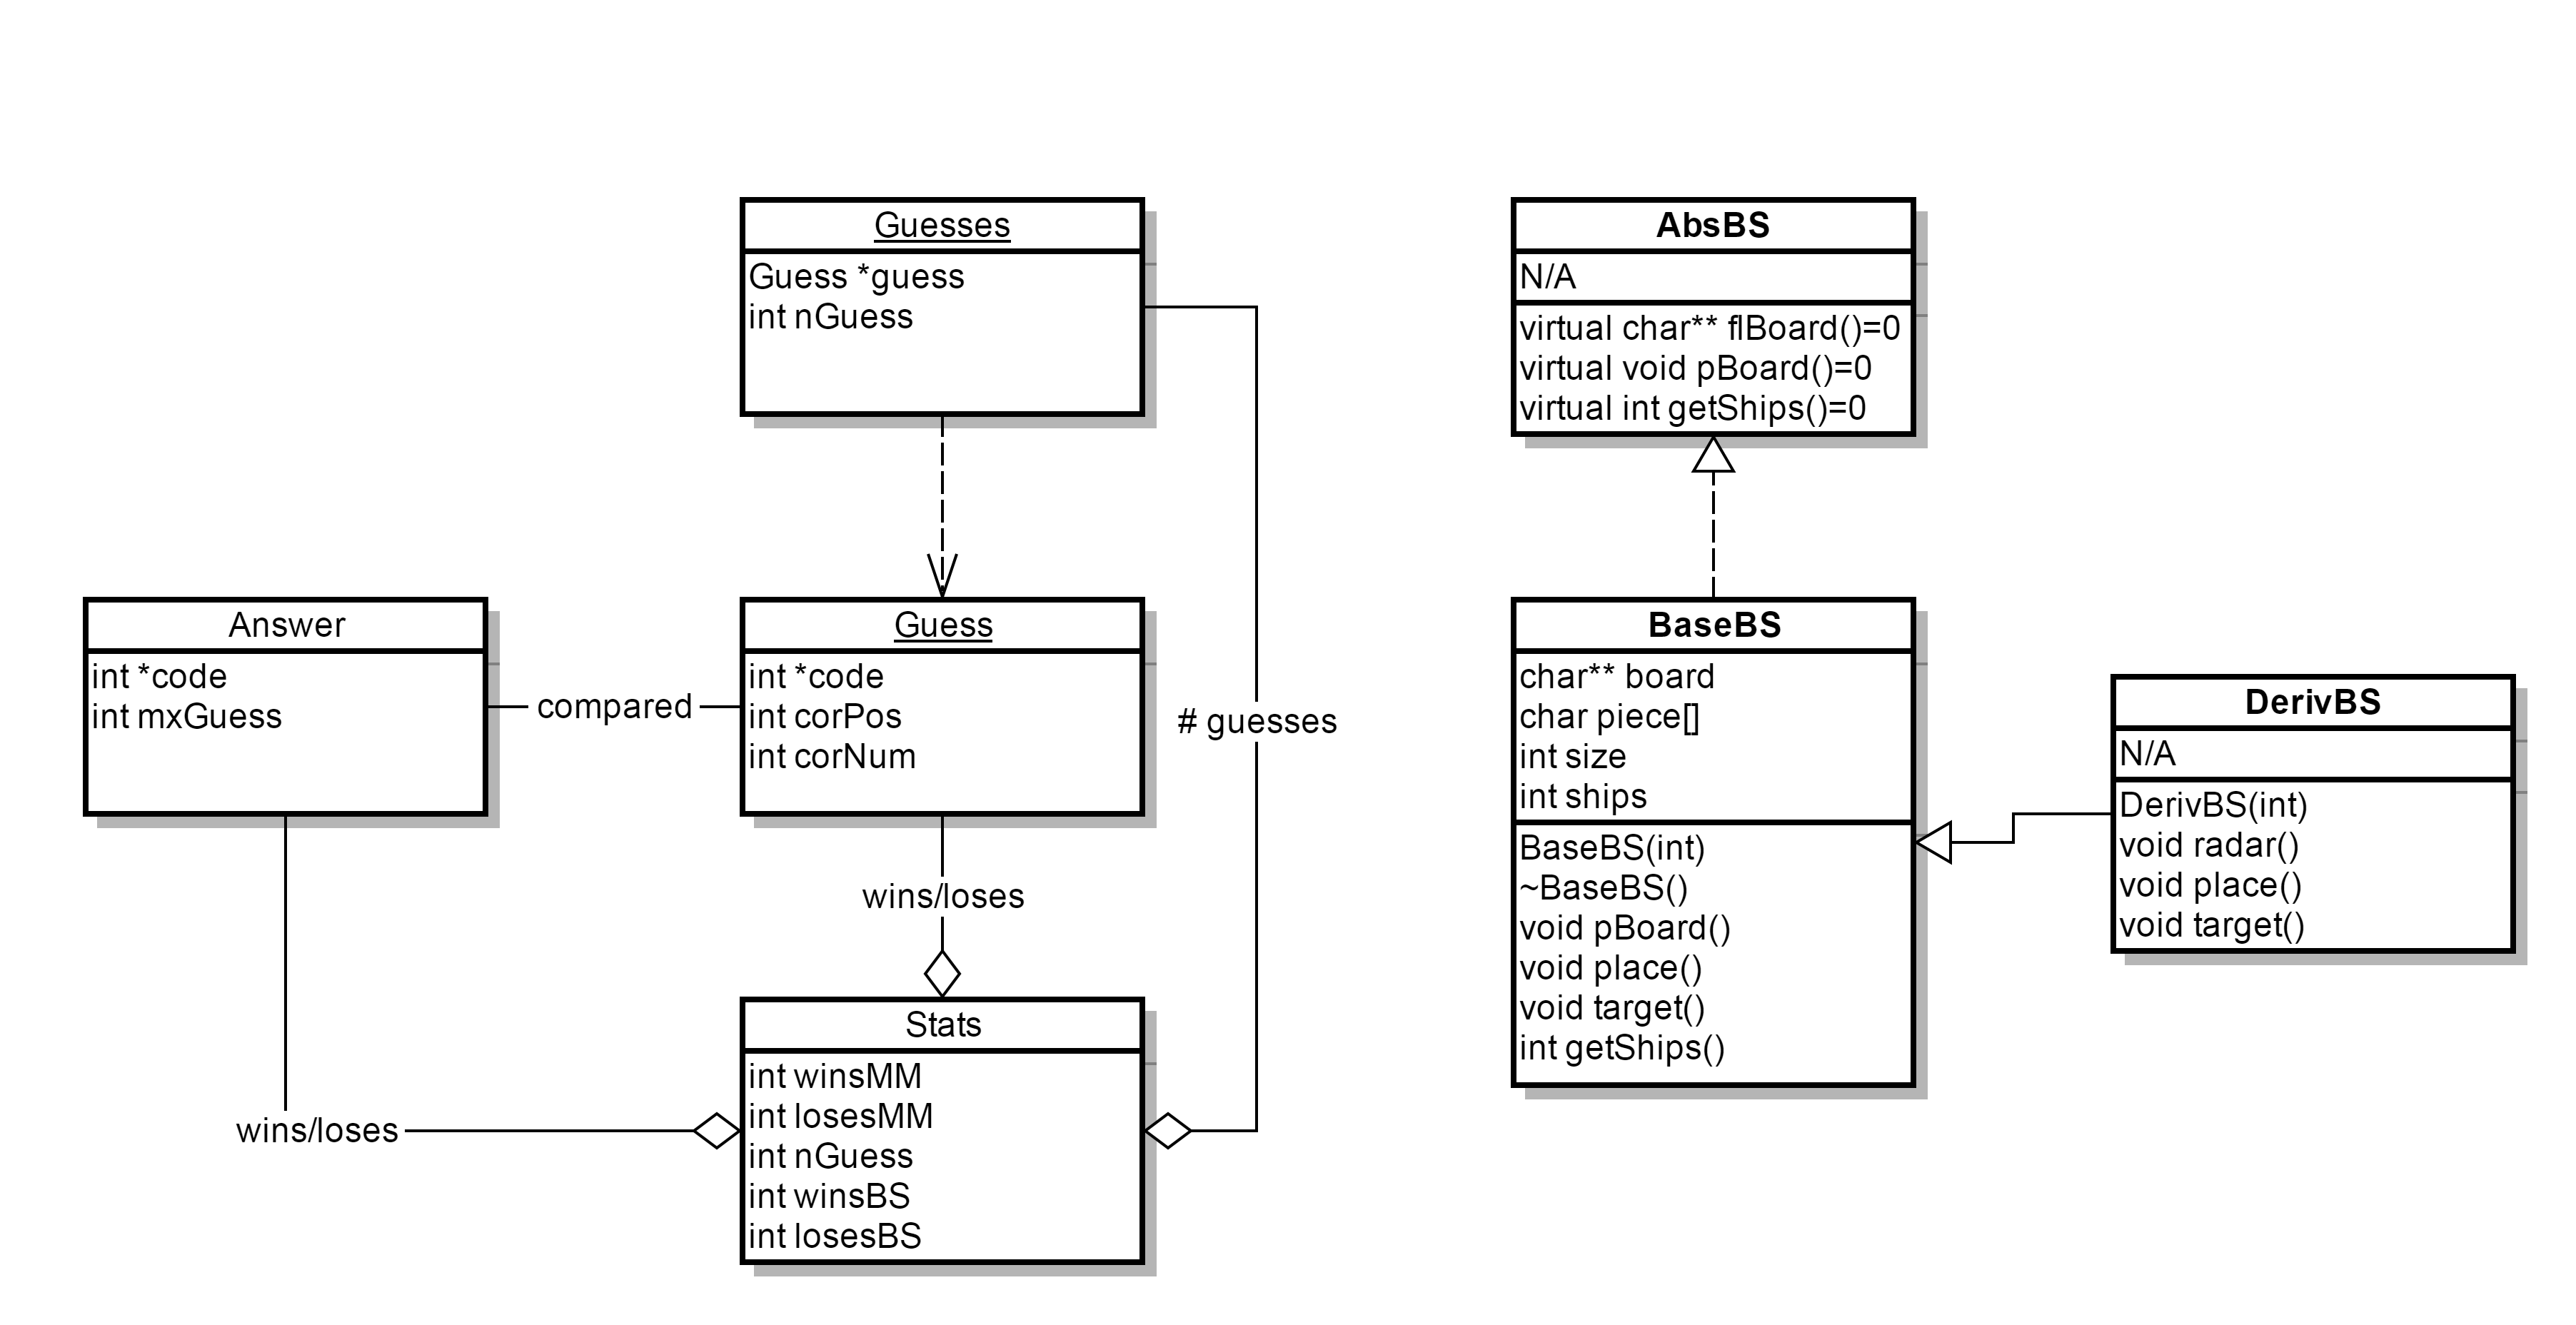 Guesses
Guess *guess
int nGuess
AbsBS
N/A
virtual char** flBoard()=0
virtual void pBoard()=0
virtual int getShips()=0
Answer
int *code
int mxGuess
compared
Guess
int *code
int corPos
int corNum
# guesses
BaseBS
char** board
char piece[]
int size
int ships
BaseBS(int)
~BaseBS()
void pBoard()
void place()
void target()
int getShips()
DerivBS
N/A
DerivBS(int)
void radar()
void place()
void target()
wins/loses
wins/loses
Stats
int winsMM
int losesMM
int nGuess
int winsBS
int losesBS